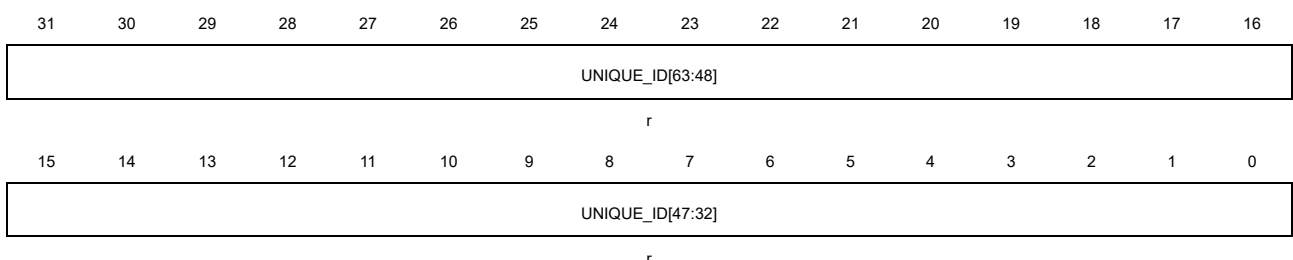 31 30 29 28 27 26 25 24 23 22 21 20 19 18 17 16
UNIQUE_ID[63:48]
r
15 14 13 12 11 10 9 8 7 6 5 4 3 2 1 0
UNIQUE_ID[47:32]
r